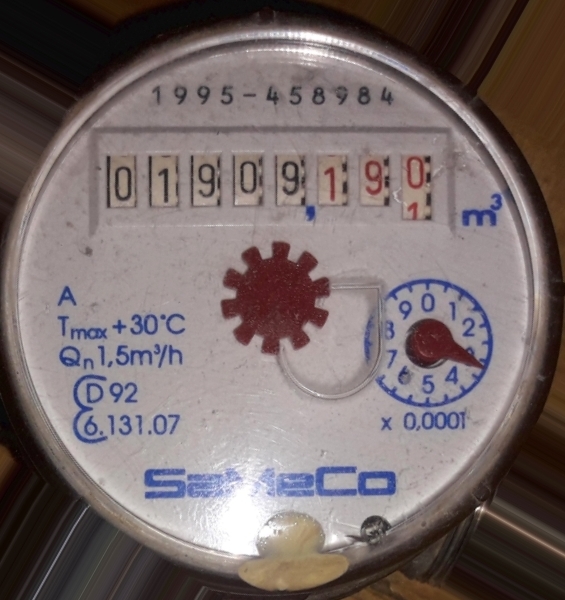 1995-458984
01909,190
1
m³
A
Tmax +30°C
Qn 1,5m³/h
D 92
6.131.07
9 0 1
8 2
7
6 5 4
x 0,0001
SaMeCo